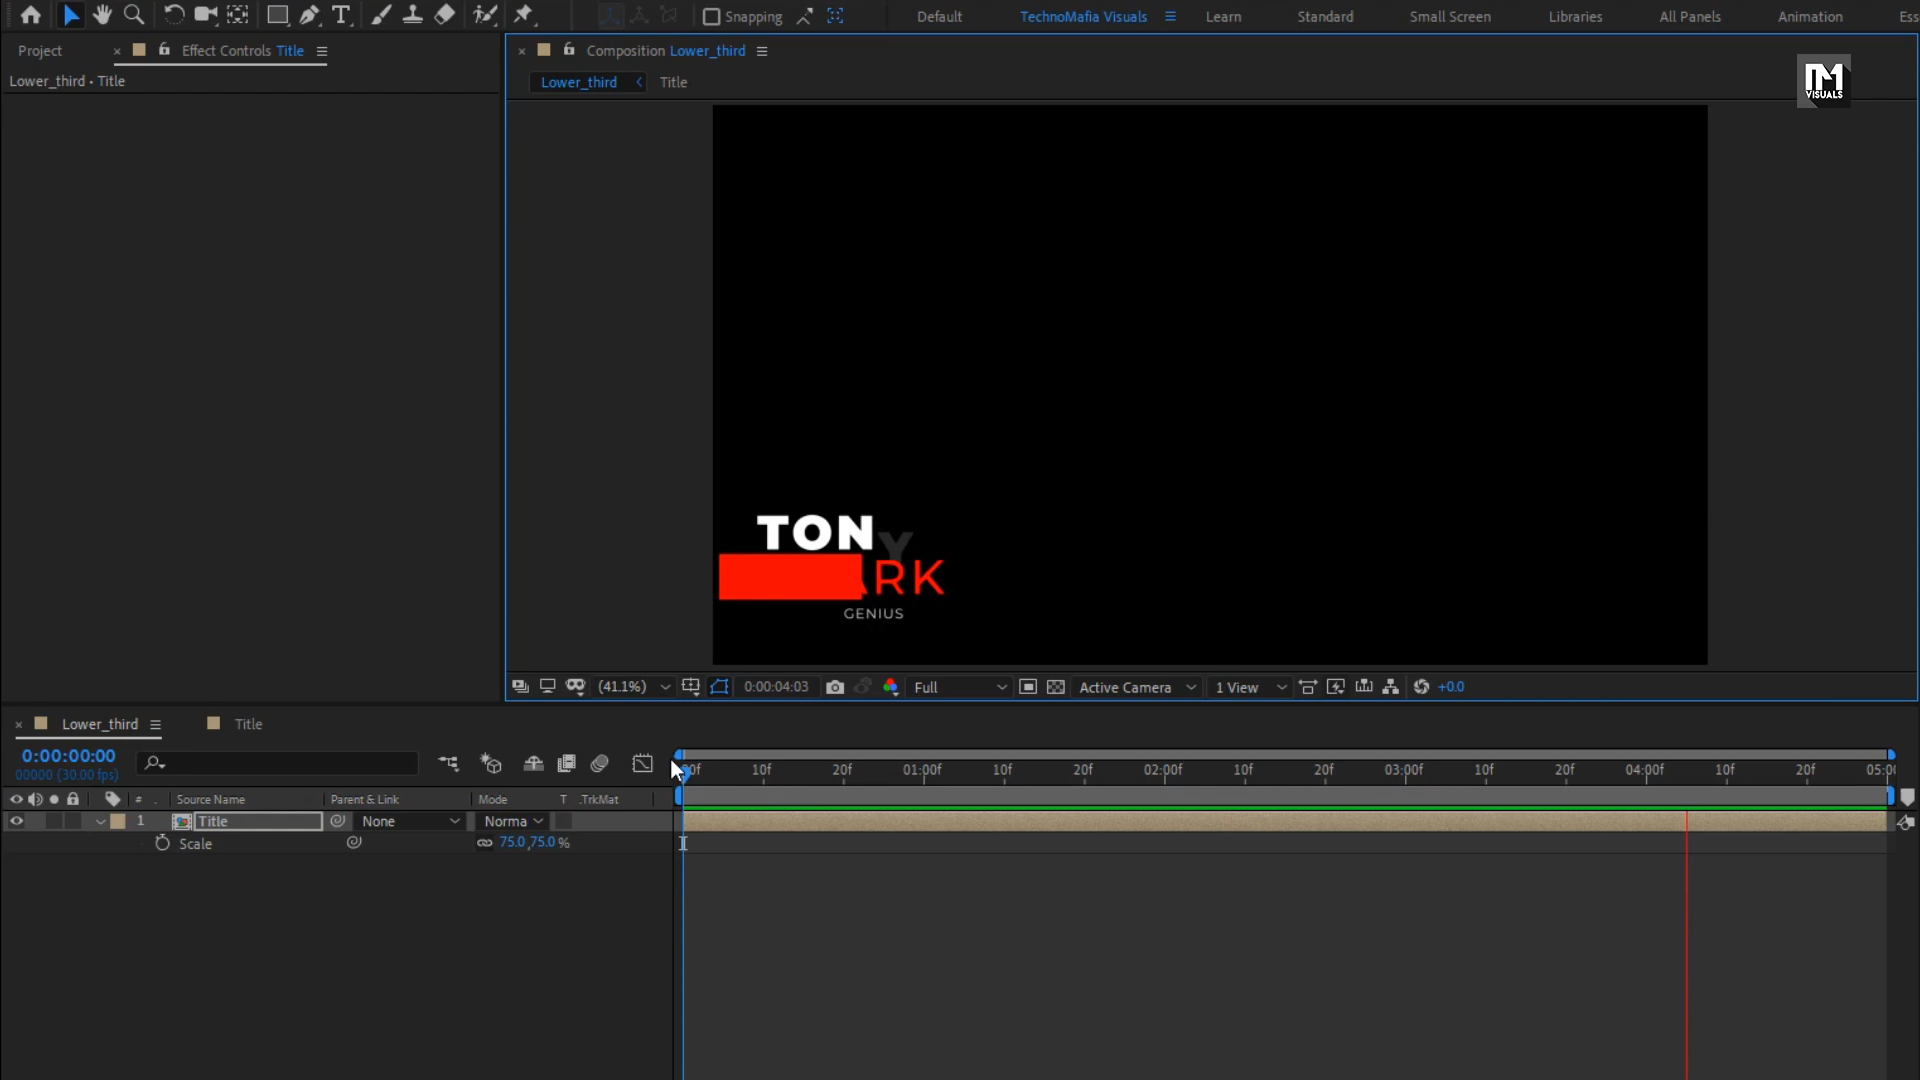 Snapping
Default
TechnoMafia Visuals
Learn
Standard
Small Screen
Libraries
All Panels
Animation
Ess
Project
Effect Controls Title
Composition Lower_third
Lower_third • Title
Lower_third
Title
VISUALS
TON
Y
ARK
GENIUS
(41.1%)
0:00:04:03
Full
Active Camera
1 View
+0.0
Lower_third
Title
0:00:00:00
00000 (30.00 fps)
00f 10f 20f 01:00f 10f 20f 02:00f 10f 20f 03:00f 10f 20f 04:00f 10f 20f 05:00
# . Source Name Parent & Link Mode T .TrkMat
1 Title None Norma
Scale 75.0,75.0 %